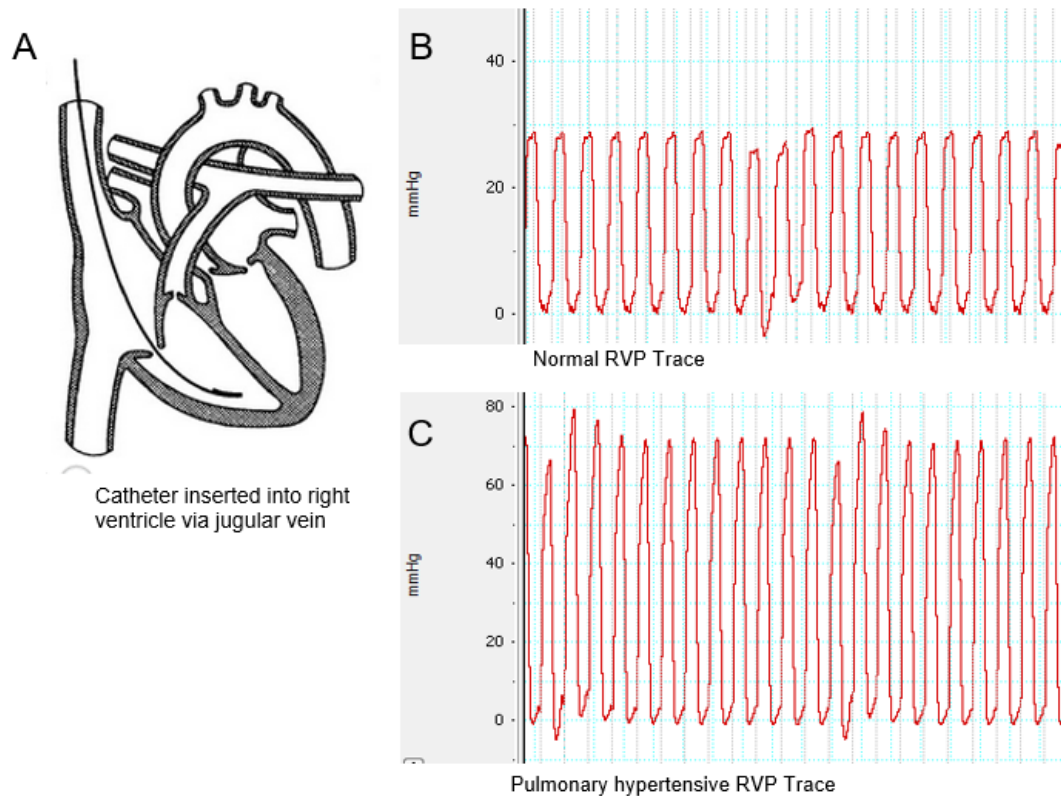 A
Catheter inserted into right
ventricle via jugular vein
B
mmHg
40
20
0
Normal RVP Trace
C
mmHg
80
60
40
20
0
Pulmonary hypertensive RVP Trace